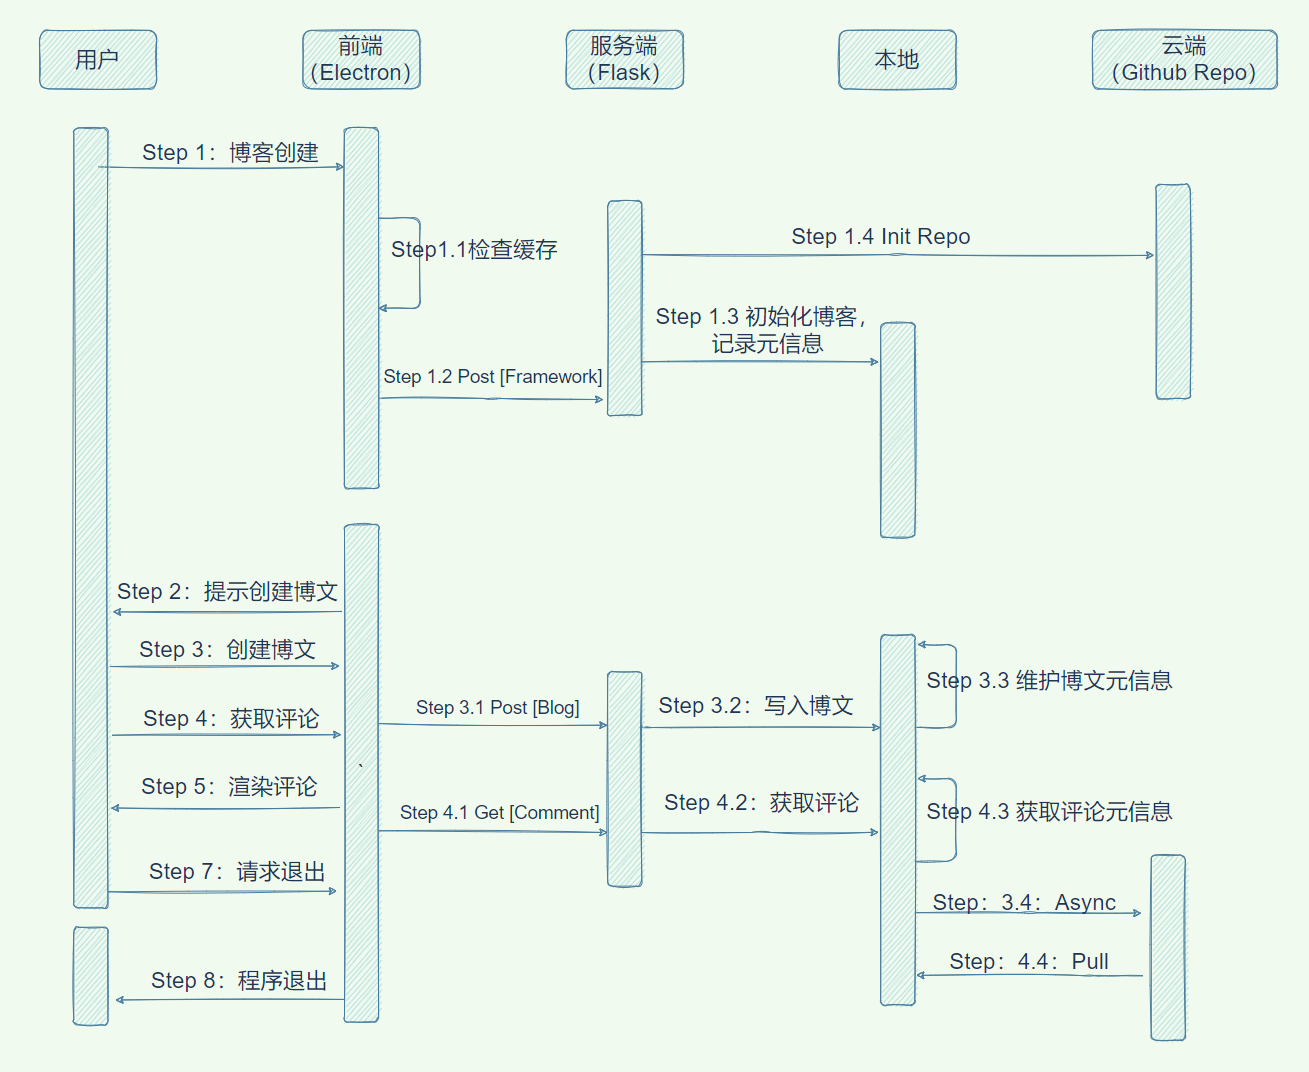 用户
前端
（Electron）
服务端
（Flask）
本地
云端
（Github Repo）
Step 1：博客创建
Step1.1检查缓存
Step 1.4 Init Repo
Step 1.3 初始化博客，
记录元信息
Step 1.2 Post [Framework]
Step 2：提示创建博文
Step 3：创建博文
Step 3.3 维护博文元信息
Step 3.1 Post [Blog]
Step 3.2：写入博文
Step 4：获取评论
`
Step 5：渲染评论
Step 4.1 Get [Comment]
Step 4.2：获取评论
Step 4.3 获取评论元信息
Step 7：请求退出
Step：3.4：Async
Step：4.4：Pull
Step 8：程序退出